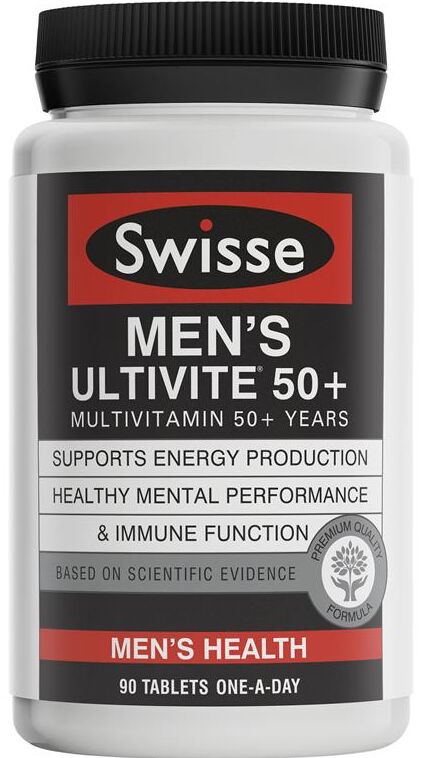 Swisse
MEN'S
ULTIVITE® 50+
MULTIVITAMIN 50+ YEARS
SUPPORTS ENERGY PRODUCTION
HEALTHY MENTAL PERFORMANCE
& IMMUNE FUNCTION
BASED ON SCIENTIFIC EVIDENCE
PREMIUM QUALITY
FORMULA
MEN'S HEALTH
90 TABLETS ONE-A-DAY